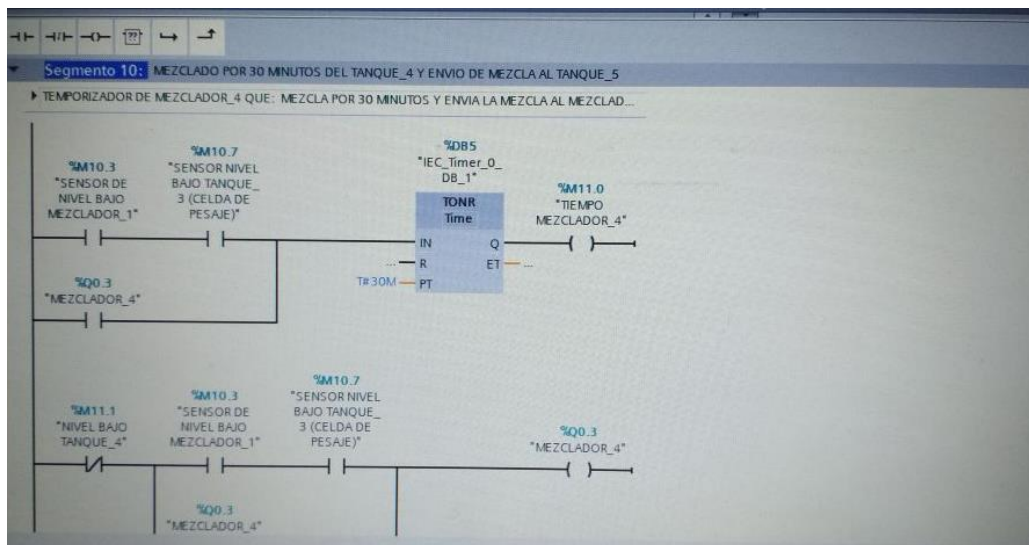 Segmento 10: MEZCLADO POR 30 MINUTOS DEL TANQUE_4 Y ENVIO DE MEZCLA AL TANQUE_5
TEMPORIZADOR DE MEZCLADOR_4 QUE: MEZCLA POR 30 MINUTOS Y ENVIA LA MEZCLA AL MEZCLAD...
%M10.3
"SENSOR DE
NIVEL BAJO
MEZCLADOR_1"
%M10.7
"SENSOR NIVEL
BAJO TANQUE_
3 (CELDA DE
PESAJE)"
%DB5
"IEC_Timer_0_
DB_1"
TONR
Time
IN
Q
... R
ET ...
T#30M PT
%M11.0
"TIEMPO
MEZCLADOR_4"
%Q0.3
"MEZCLADOR_4"
%M11.1
"NIVEL BAJO
TANQUE_4"
%M10.3
"SENSOR DE
NIVEL BAJO
MEZCLADOR_1"
%M10.7
"SENSOR NIVEL
BAJO TANQUE_
3 (CELDA DE
PESAJE)"
%Q0.3
"MEZCLADOR_4"
%Q0.3
"MEZCLADOR_4"